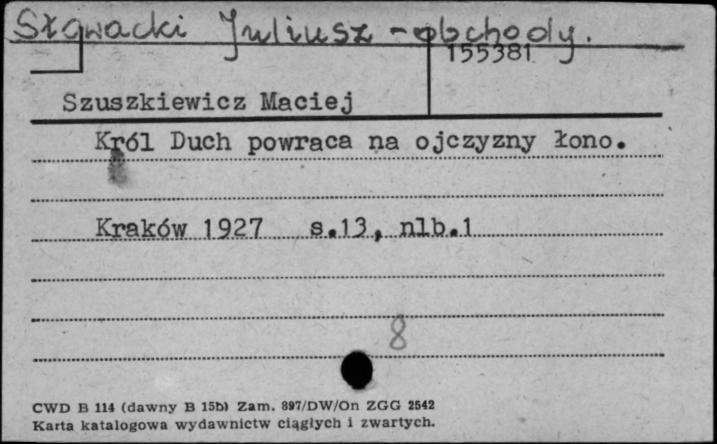 Słowacki Juliusz - obchody.
155381
Szuszkiewicz Maciej
Król Duch powraca na ojczyzny łono.
Kraków 1927 s.13, nlb.1
8
CWD B 114 (dawny B 15b) Zam. 897/DW/On ZGG 2542
Karta katalogowa wydawnictw ciągłych i zwartych.